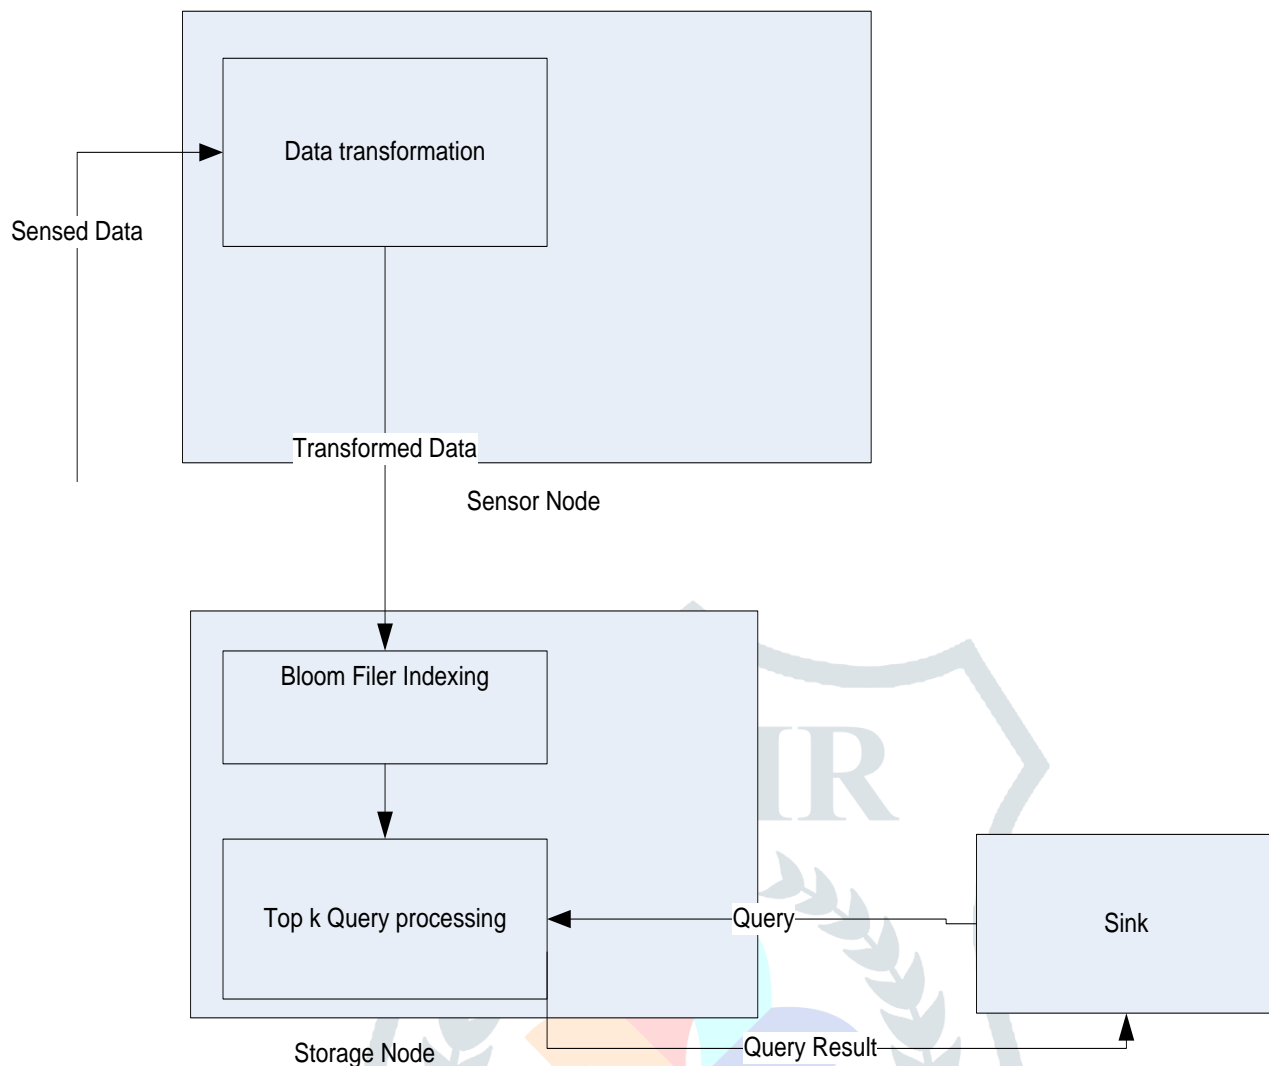 Data transformation
Sensed Data
Transformed Data
Sensor Node
Bloom Filer Indexing
IR
Top k Query processing
Query
Sink
Query Result
Storage Node